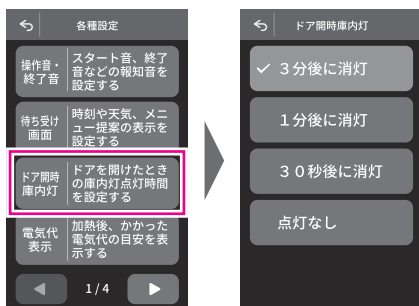 各種設定
操作音・
終了音
スタート音、終了
音などの報知音を
設定する
待ち受け
画面
時刻や天気、メニ
ュー提案の表示を
設定する
ドア開時
庫内灯
ドアを開けたとき
の庫内灯点灯時間
を設定する
電気代
表示
加熱後、かかった
電気代の目安を表
示する
1/4
ドア開時庫内灯
3分後に消灯
1分後に消灯
30秒後に消灯
点灯なし